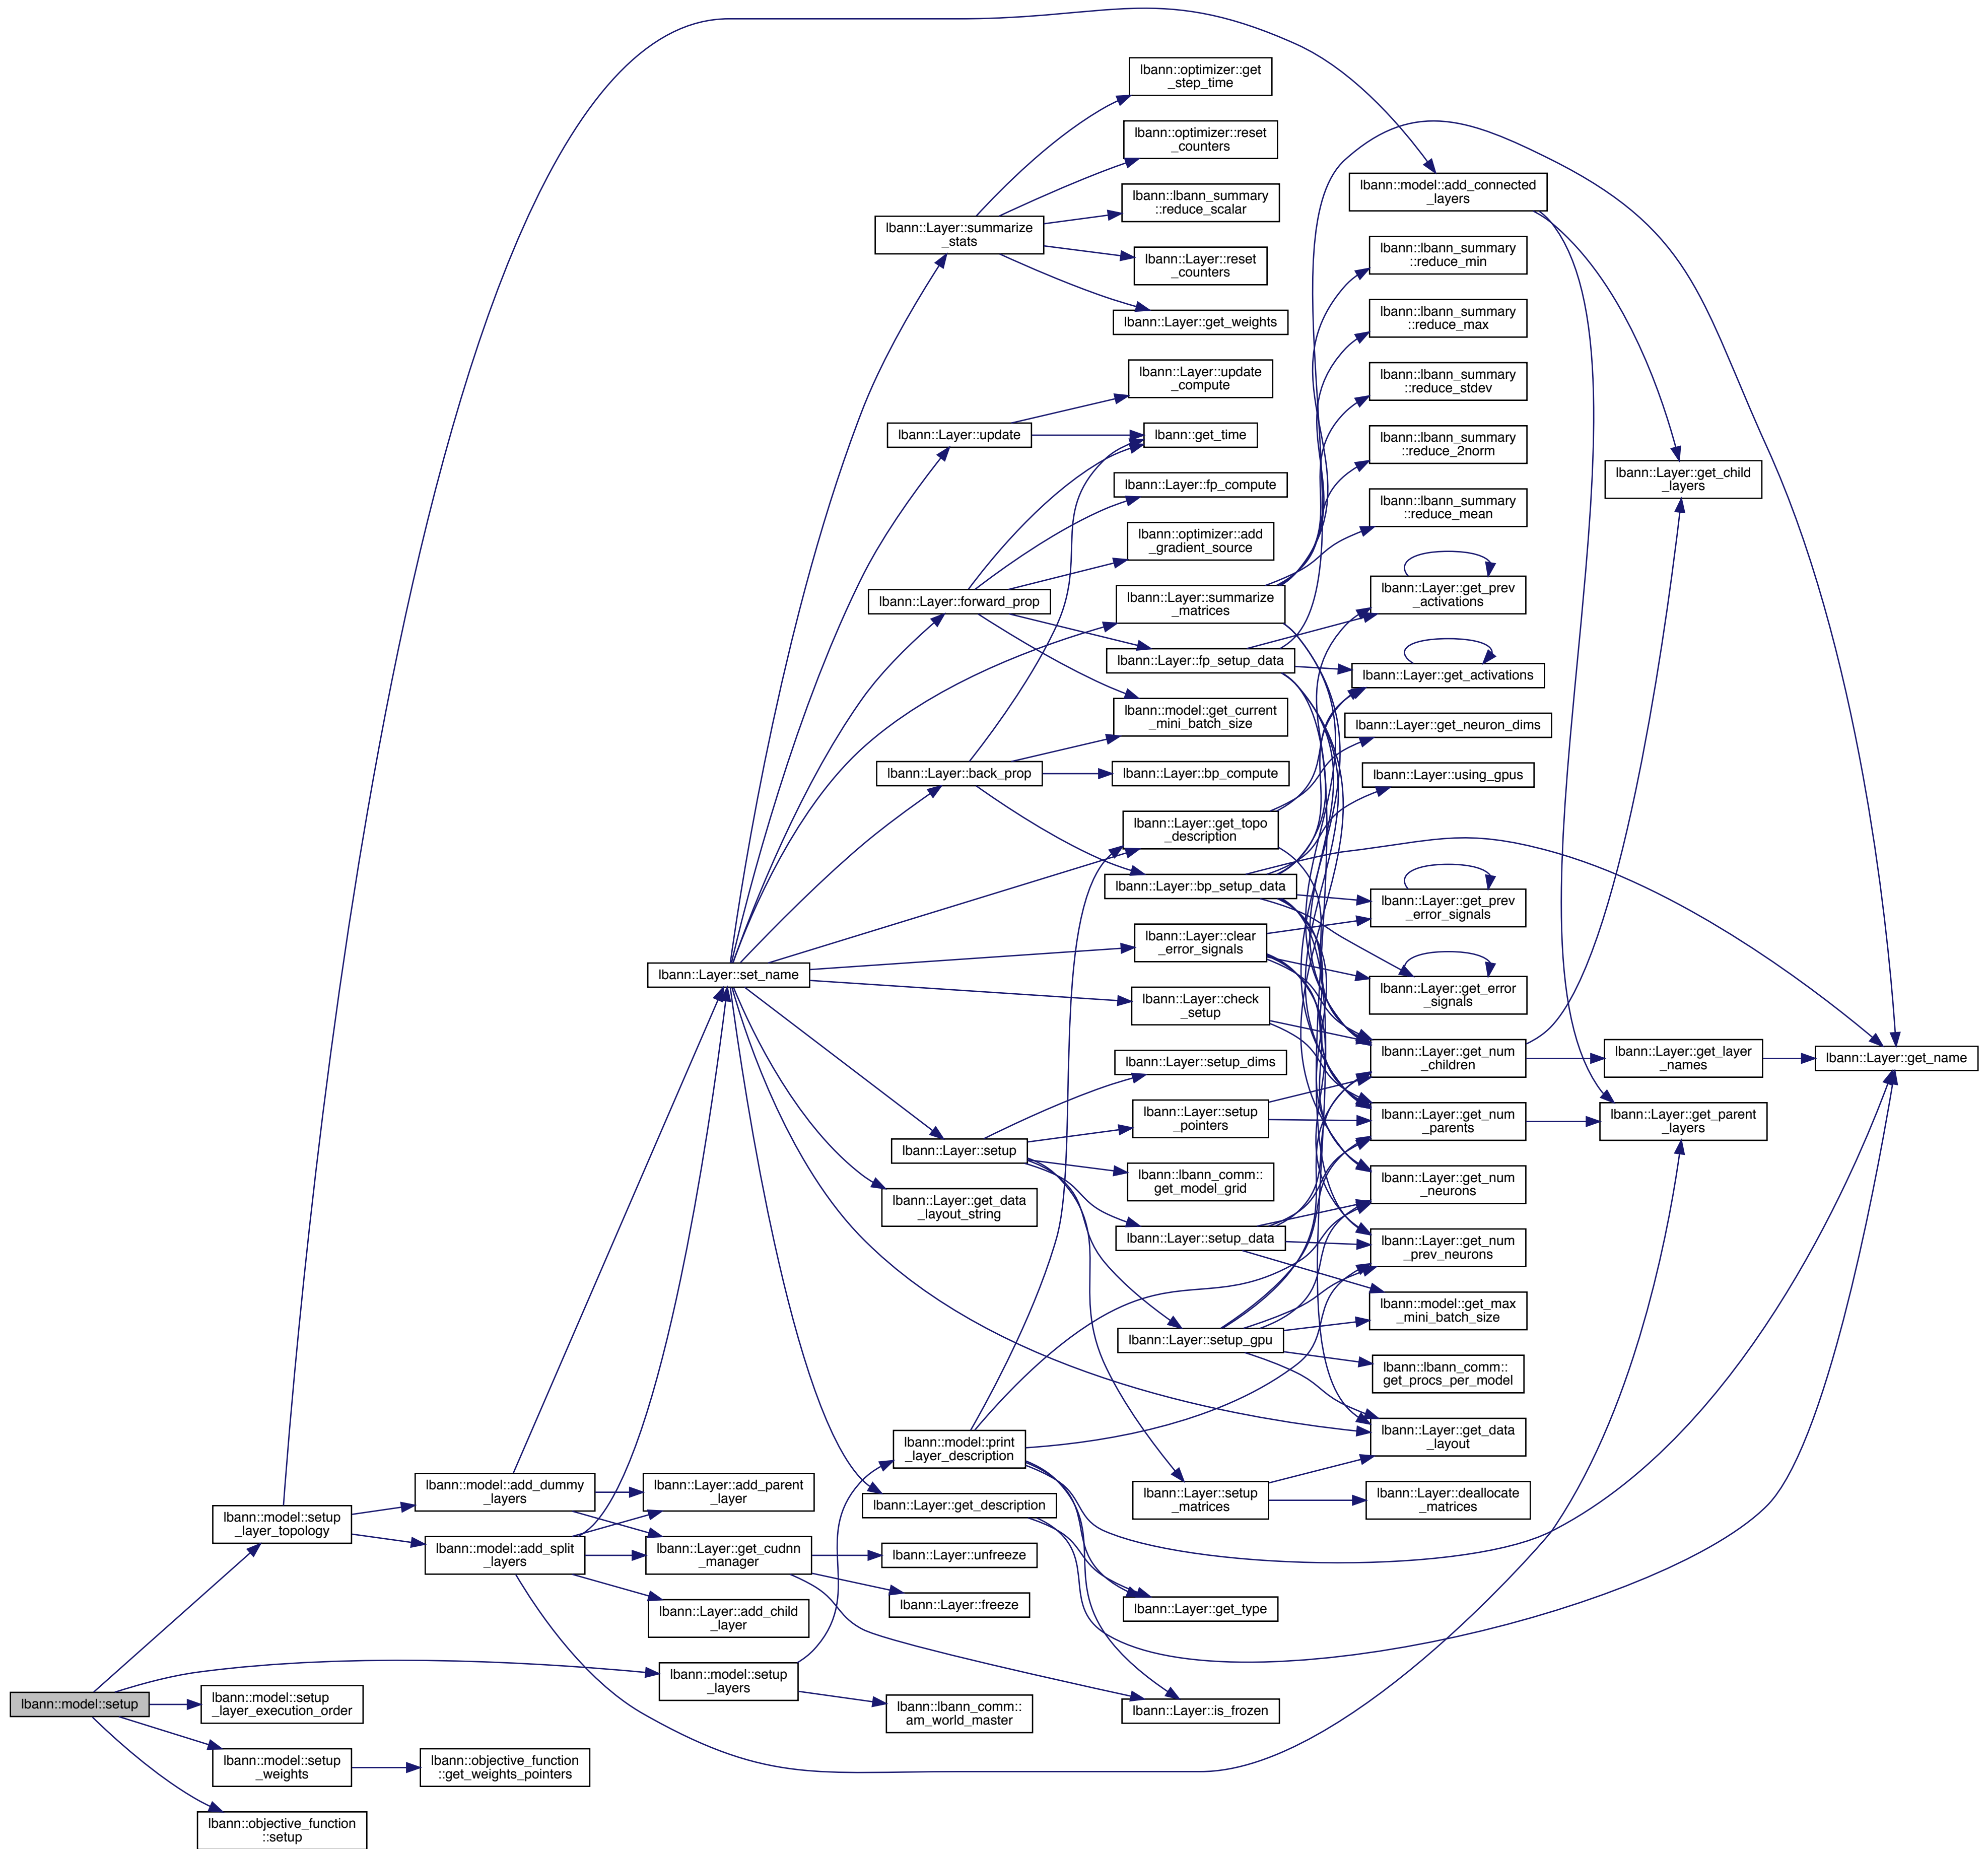 lbann::model::setup
lbann::model::setup
_layer_topology
lbann::model::setup
_layer_execution_order
lbann::model::setup
_weights
lbann::objective_function
::setup
lbann::model::add_dummy
_layers
lbann::model::add_split
_layers
lbann::objective_function
::get_weights_pointers
lbann::Layer::set_name
lbann::Layer::add_parent
_layer
lbann::Layer::get_cudnn
_manager
lbann::Layer::add_child
_layer
lbann::model::setup
_layers
lbann::Layer::summarize
_stats
lbann::Layer::update
lbann::Layer::forward_prop
lbann::Layer::back_prop
lbann::Layer::setup
lbann::Layer::get_data
_layout_string
lbann::model::print
_layer_description
lbann::Layer::get_description
lbann::Layer::unfreeze
lbann::Layer::freeze
lbann::lbann_comm::
am_world_master
lbann::optimizer::get
_step_time
lbann::optimizer::reset
_counters
lbann::lbann_summary
::reduce_scalar
lbann::Layer::reset
_counters
lbann::Layer::get_weights
lbann::Layer::update
_compute
lbann::get_time
lbann::Layer::fp_compute
lbann::optimizer::add
_gradient_source
lbann::Layer::summarize
_matrices
lbann::Layer::fp_setup_data
lbann::model::get_current
_mini_batch_size
lbann::Layer::bp_compute
lbann::Layer::get_topo
_description
lbann::Layer::bp_setup_data
lbann::Layer::clear
_error_signals
lbann::Layer::check
_setup
lbann::Layer::setup_dims
lbann::Layer::setup
_pointers
lbann::lbann_comm::
get_model_grid
lbann::Layer::setup_data
lbann::Layer::setup_gpu
lbann::Layer::setup
_matrices
lbann::Layer::get_type
lbann::Layer::is_frozen
lbann::model::add_connected
_layers
lbann::lbann_summary
::reduce_min
lbann::lbann_summary
::reduce_max
lbann::lbann_summary
::reduce_stdev
lbann::lbann_summary
::reduce_2norm
lbann::lbann_summary
::reduce_mean
lbann::Layer::get_prev
_activations
lbann::Layer::get_activations
lbann::Layer::get_neuron_dims
lbann::Layer::using_gpus
lbann::Layer::get_prev
_error_signals
lbann::Layer::get_error
_signals
lbann::Layer::get_num
_children
lbann::Layer::get_num
_parents
lbann::Layer::get_num
_neurons
lbann::Layer::get_num
_prev_neurons
lbann::model::get_max
_mini_batch_size
lbann::lbann_comm::
get_procs_per_model
lbann::Layer::get_data
_layout
lbann::Layer::deallocate
_matrices
lbann::Layer::get_child
_layers
lbann::Layer::get_layer
_names
lbann::Layer::get_parent
_layers
lbann::Layer::get_name